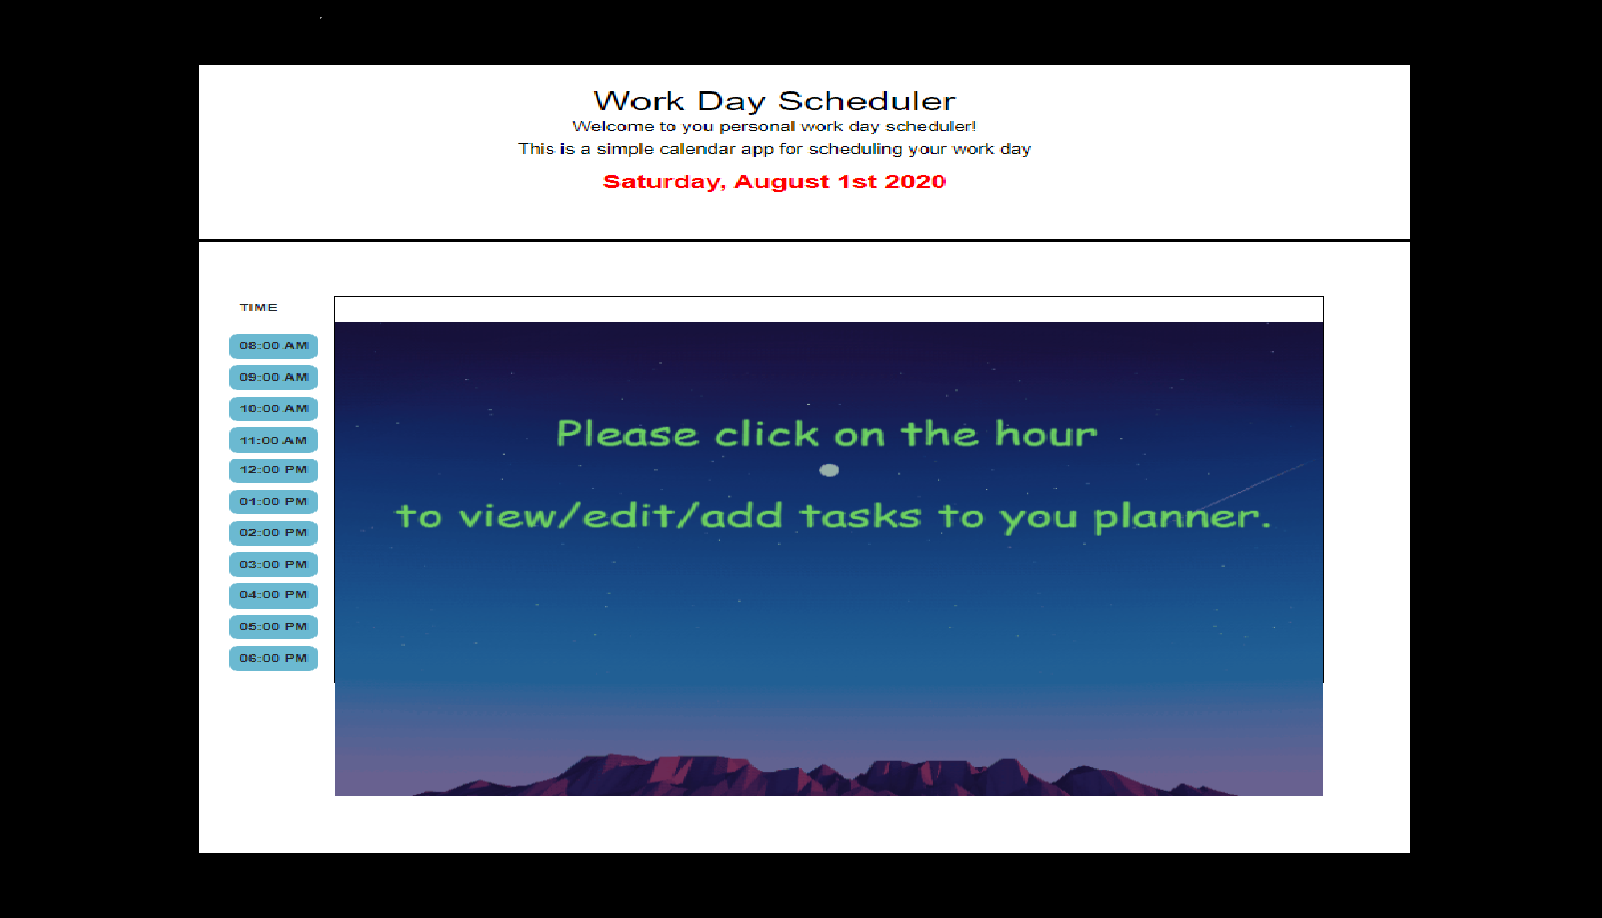 Work Day Scheduler
Welcome to you personal work day scheduler!
This is a simple calendar app for scheduling your work day
Saturday, August 1st 2020
TIME
08:00 AM
09:00 AM
10:00 AM
11:00 AM
12:00 PM
01:00 PM
02:00 PM
03:00 PM
04:00 PM
05:00 PM
06:00 PM
Please click on the hour
to view/edit/add tasks to you planner.